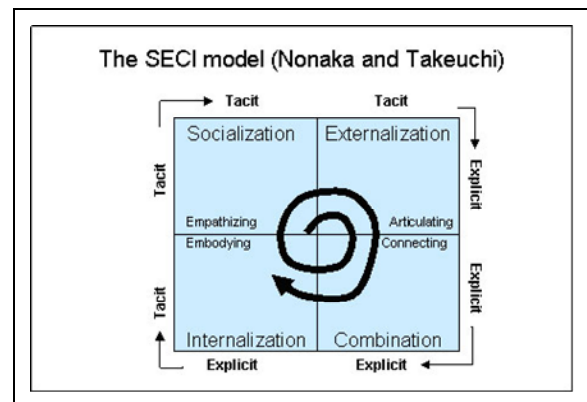 The SECI model (Nonaka and Takeuchi)
Tacit
Tacit
Socialization
Externalization
Tacit
Explicit
Empathizing
Articulating
Embodying
Connecting
Tacit
Explicit
Internalization
Combination
Explicit
Explicit